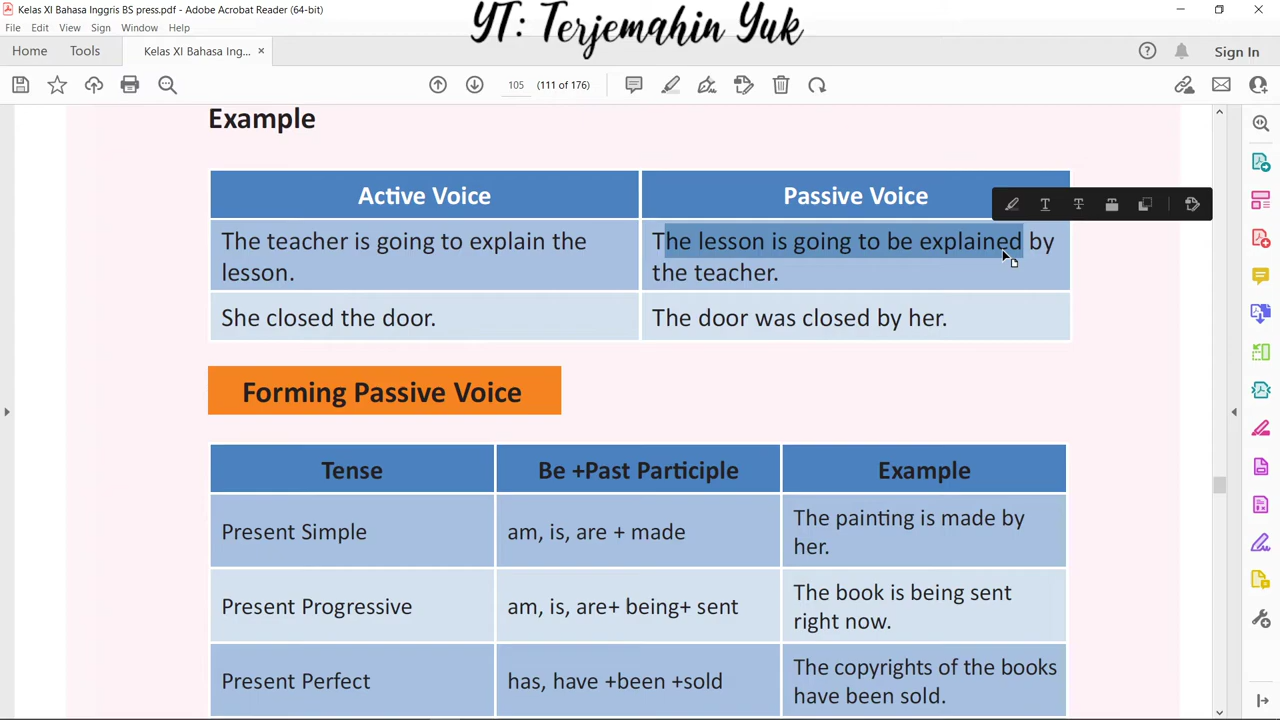 Kelas XI Bahasa Inggris BS press.pdf - Adobe Acrobat Reader (64-bit)
YT: Terjemahin Yuk
File Edit View Sign Window Help
Home Tools Kelas XI Bahasa Ing... × Sign In
105 (111 of 176)
Example
Active Voice Passive Voice
The teacher is going to explain the
lesson.
The lesson is going to be explained by
the teacher.
She closed the door. The door was closed by her.
Forming Passive Voice
Tense Be +Past Participle Example
Present Simple am, is, are + made
The painting is made by
her.
Present Progressive am, is, are+ being+ sent
The book is being sent
right now.
Present Perfect has, have +been +sold
The copyrights of the books
have been sold.